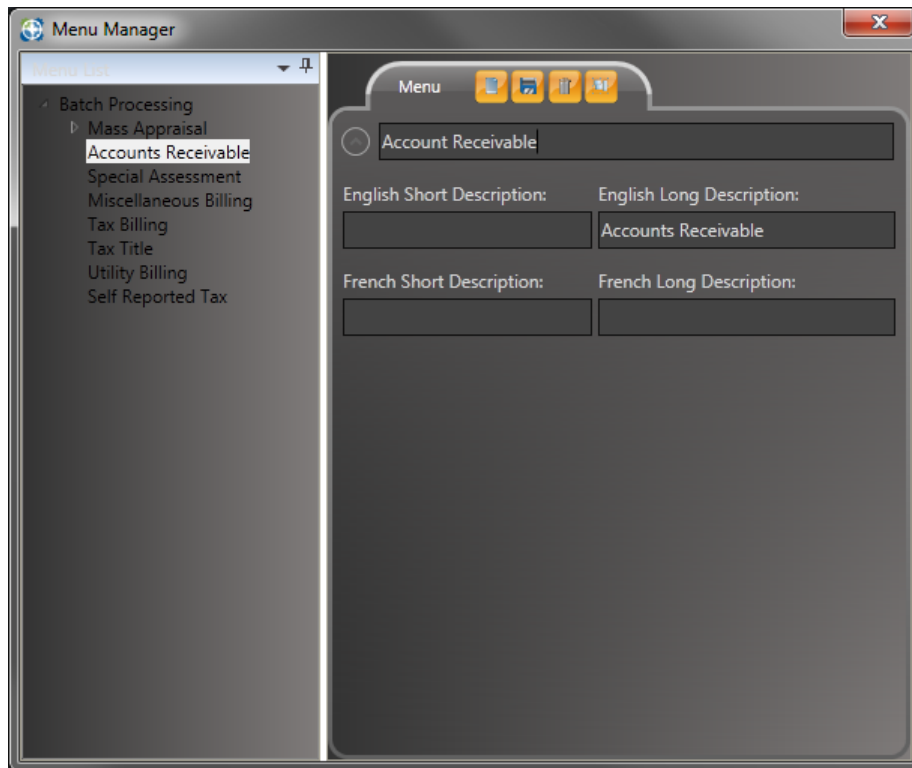 Menu Manager
Menu List
Batch Processing
Mass Appraisal
Accounts Receivable
Special Assessment
Miscellaneous Billing
Tax Billing
Tax Title
Utility Billing
Self Reported Tax
Menu
Account Receivable
English Short Description:
English Long Description:
Accounts Receivable
French Short Description:
French Long Description: